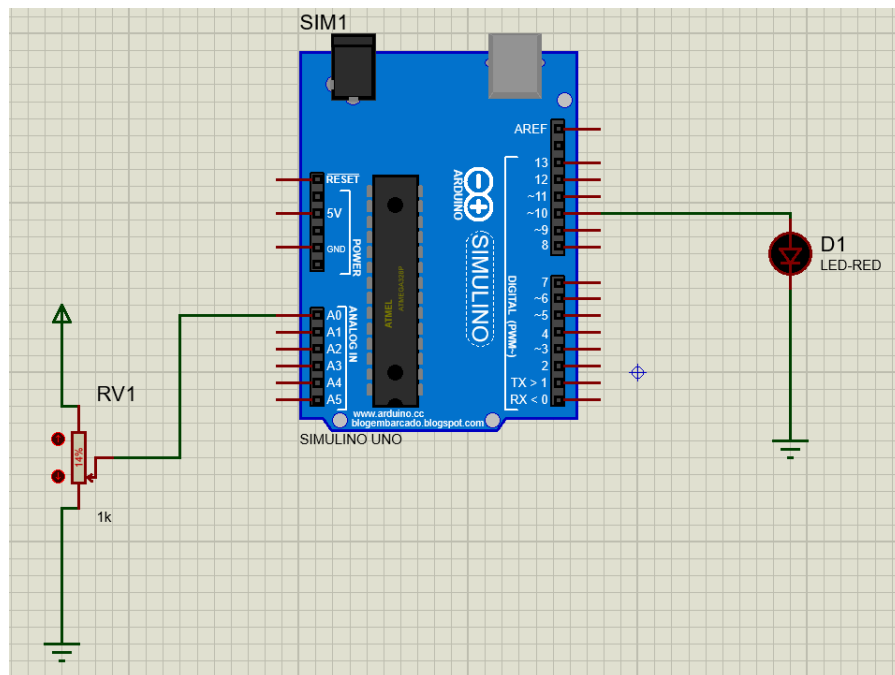 SIM1
AREF
13
12
~11
~10
~9
8
RESET
5V
GND
POWER
ARDUINO
SIMULINO
ATMEL
ATMEGA328P
DIGITAL (PWM~)
7
~6
~5
4
~3
2
TX > 1
RX < 0
A0
A1
A2
A3
A4
A5
ANALOG IN
www.arduino.cc
blogembarcado.blogspot.com
SIMULINO UNO
D1
LED-RED
RV1
14%
1k